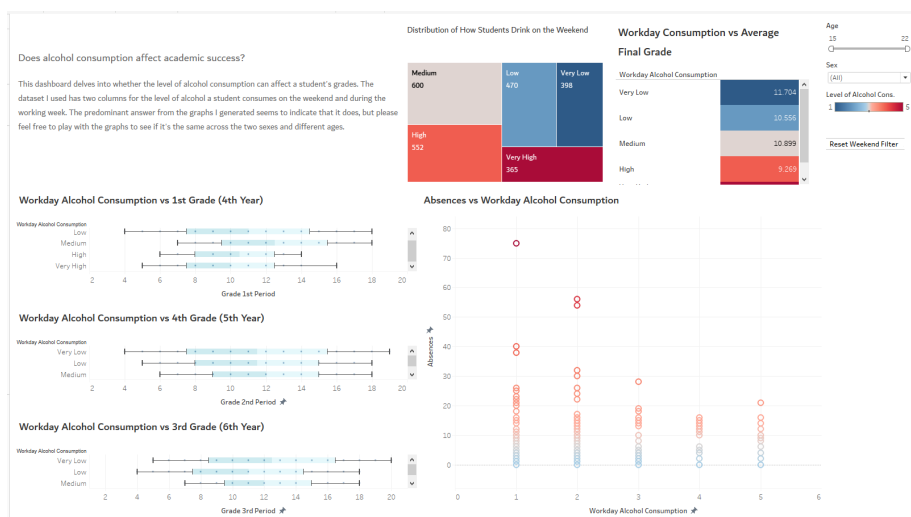 Does alcohol consumption affect academic success?
This dashboard delves into whether the level of alcohol consumption can affect a student's grades. The
dataset I used has two columns for the level of alcohol a student consumes on the weekend and during the
working week. The predominant answer from the graphs I generated seems to indicate that it does, but please
feel free to play with the graphs to see if it's the same across the two sexes and different ages.
Distribution of How Students Drink on the Weekend
Medium
600
Low
470
Very Low
398
High
552
Very High
365
Workday Consumption vs Average
Final Grade
Workday Alcohol Consumption
Very Low 11.704
Low 10.556
Medium 10.899
High 9.269
Age
15 22
Sex
(All)
Level of Alcohol Cons.
1 5
Reset Weekend Filter
Workday Alcohol Consumption vs 1st Grade (4th Year)
Workday Alcohol Consumption
Low
Medium
High
Very High
2 4 6 8 10 12 14 16 18 20
Grade 1st Period
Workday Alcohol Consumption vs 4th Grade (5th Year)
Workday Alcohol Consumption
Very Low
Low
Medium
2 4 6 8 10 12 14 16 18 20
Grade 2nd Period
Workday Alcohol Consumption vs 3rd Grade (6th Year)
Workday Alcohol Consumption
Very Low
Low
Medium
2 4 6 8 10 12 14 16 18 20
Grade 3rd Period
Absences vs Workday Alcohol Consumption
Absences
80
70
60
50
40
30
20
10
0
0 1 2 3 4 5 6
Workday Alcohol Consumption